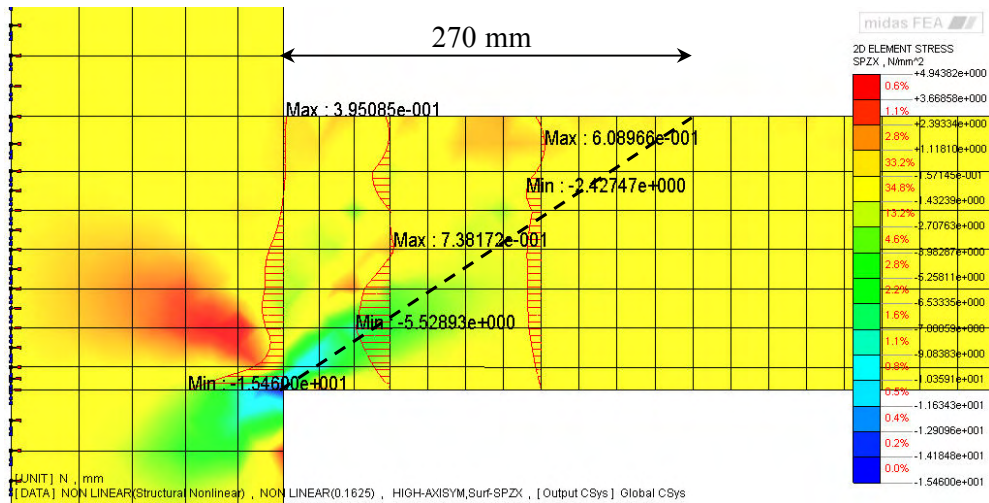 270 mm
midas FEA
2D ELEMENT STRESS
SPZX , N/mm^2
+4.94382e+000
0.6%
+3.66858e+000
1.1%
+2.39334e+000
2.8%
+1.11810e+000
33.2%
-1.57145e-001
34.8%
-1.43239e+000
13.2%
-2.70763e+000
4.6%
-3.98287e+000
2.8%
-5.25811e+000
2.2%
-6.53335e+000
1.6%
1.1%
-9.08383e+000
0.8%
-1.03591e+001
0.5%
-1.16343e+001
0.4%
-1.29096e+001
0.2%
-1.41848e+001
0.0%
-1.54600e+001
Max : 3.95085e-001
Max : 6.08966e-001
Min : -2.42747e+000
Max : 7.38172e-001
Min : -5.52893e+000
Min : -1.54600e+001
[UNIT] N , mm
[DATA] NON LINEAR(Structural Nonlinear) , NON LINEAR(0.1625) , HIGH-AXISYM,Surf-SPZX , [Output CSys] Global CSys